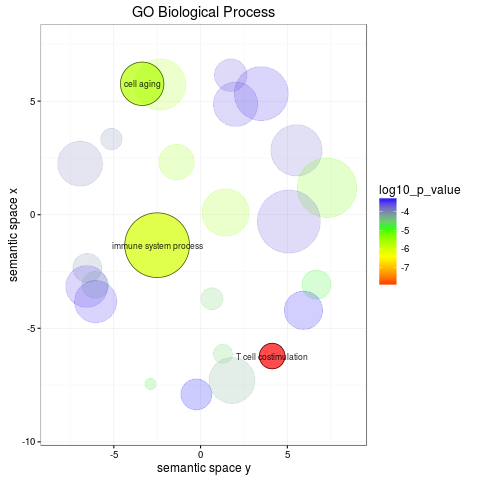 GO Biological Process
cell aging
immune system process
T cell costimulation
5
0
-5
-10
-5
0
5
semantic space x
semantic space y
log10_p_value
-4
-5
-6
-7